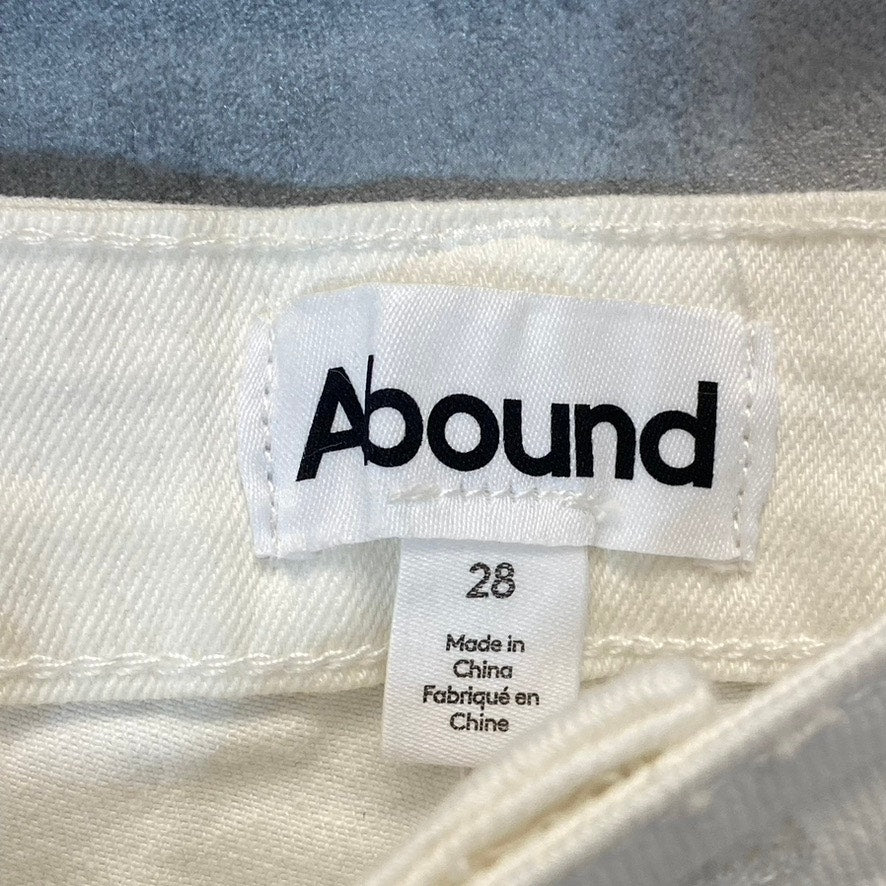 Abound
28
Made in
China
Fabriqué en
Chine